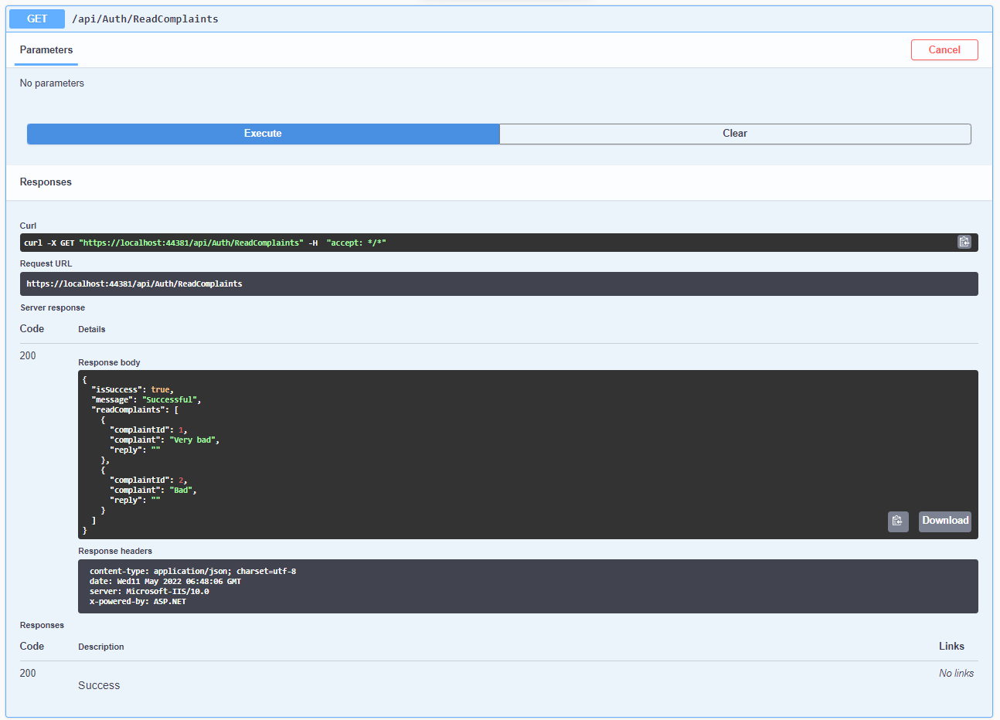 GET /api/Auth/ReadComplaints
Parameters
Cancel
No parameters
Execute
Clear
Responses
Curl
curl -X GET "https://localhost:44381/api/Auth/ReadComplaints" -H  "accept: */*"
Request URL
https://localhost:44381/api/Auth/ReadComplaints
Server response
Code Details
200
Response body
{
  "isSuccess": true,
  "message": "Successful",
  "readComplaints": [
    {
      "complaintId": 1,
      "complaint": "Very bad",
      "reply": ""
    },
    {
      "complaintId": 2,
      "complaint": "Bad",
      "reply": ""
    }
  ]
}
Download
Response headers
content-type: application/json; charset=utf-8
date: Wed11 May 2022 06:48:06 GMT
server: Microsoft-IIS/10.0
x-powered-by: ASP.NET
Responses
Code Description Links
200 No links
Success